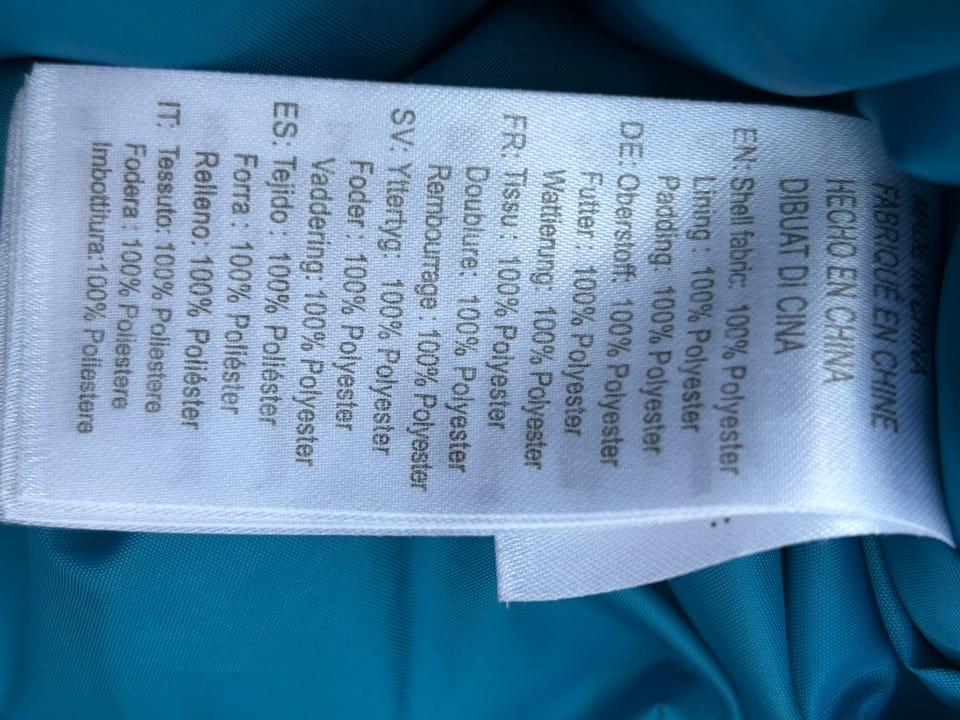 MADE IN CHINA
FABRIQUÉ EN CHINE
HECHO EN CHINA
DIBUAT DI CINA
EN: Shell fabric: 100% Polyester
Lining: 100% Polyester
Padding: 100% Polyester
DE: Oberstoff: 100% Polyester
Futter: 100% Polyester
Wattierung: 100% Polyester
FR: Tissu : 100% Polyester
Doublure: 100% Polyester
Rembourrage : 100% Polyester
SV: Yttertyg: 100% Polyester
Foder : 100% Polyester
Vaddering: 100% Polyester
ES: Tejido : 100% Poliéster
Forra : 100% Poliéster
Relleno: 100% Poliéster
IT: Tessuto: 100% Poliestere
Fodera : 100% Poliestere
Imbottitura:100% Poliestere